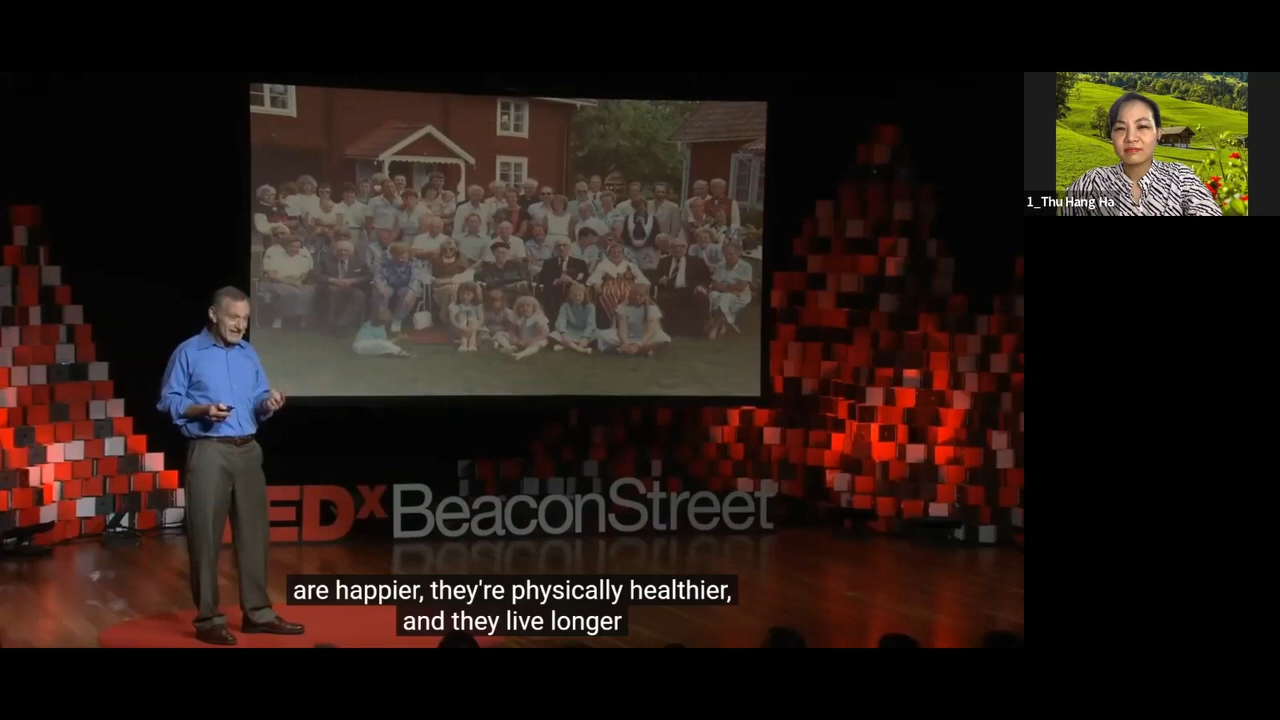 1_Thu Hang Ha
EDx BeaconStreet
are happier, they're physically healthier,
and they live longer